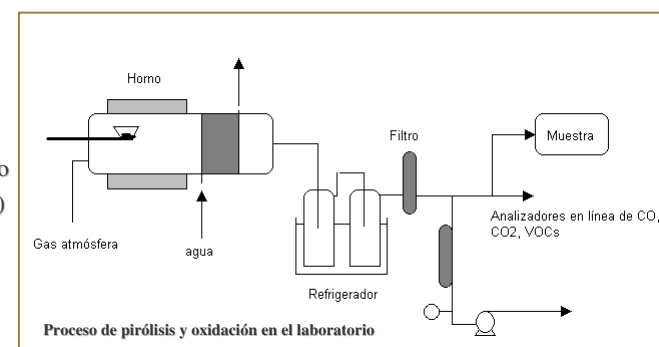 Horno
Filtro
Muestra
o
)
Gas atmósfera
agua
Analizadores en línea de CO,
CO2, VOCs
Refrigerador
Proceso de pirólisis y oxidación en el laboratorio